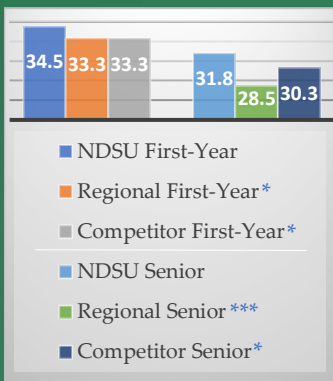 34.5 33.3 33.3 31.8 28.5 30.3
NDSU First-Year
Regional First-Year*
Competitor First-Year*
NDSU Senior
Regional Senior ***
Competitor Senior*